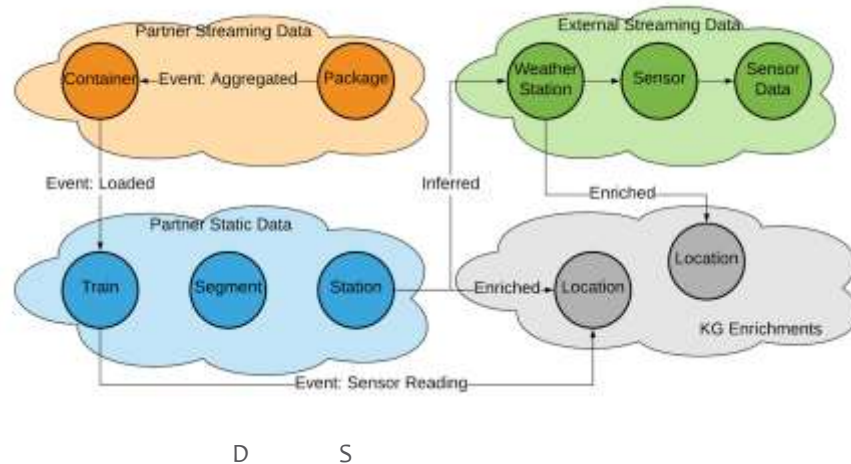 Partner Streaming Data
External Streaming Data
Container
Event: Aggregated
Package
Weather
Station
Sensor
Sensor
Data
Event: Loaded
Inferred
Enriched
Partner Static Data
Location
Train
Segment
Station
Enriched
Location
KG Enrichments
Event: Sensor Reading
D S